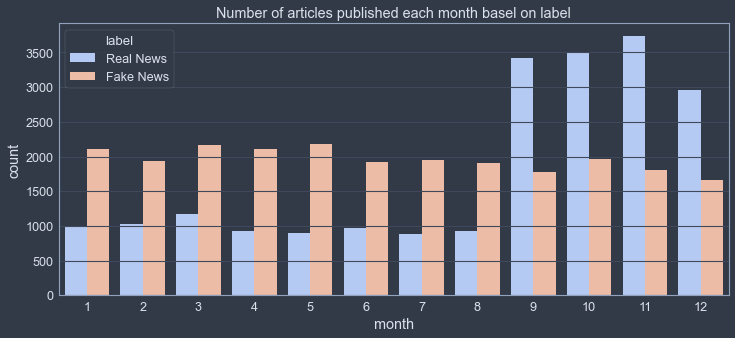 Number of articles published each month basel on label
label
Real News
Fake News
count
3500
3000
2500
2000
1500
1000
500
0
1 2 3 4 5 6 7 8 9 10 11 12
month